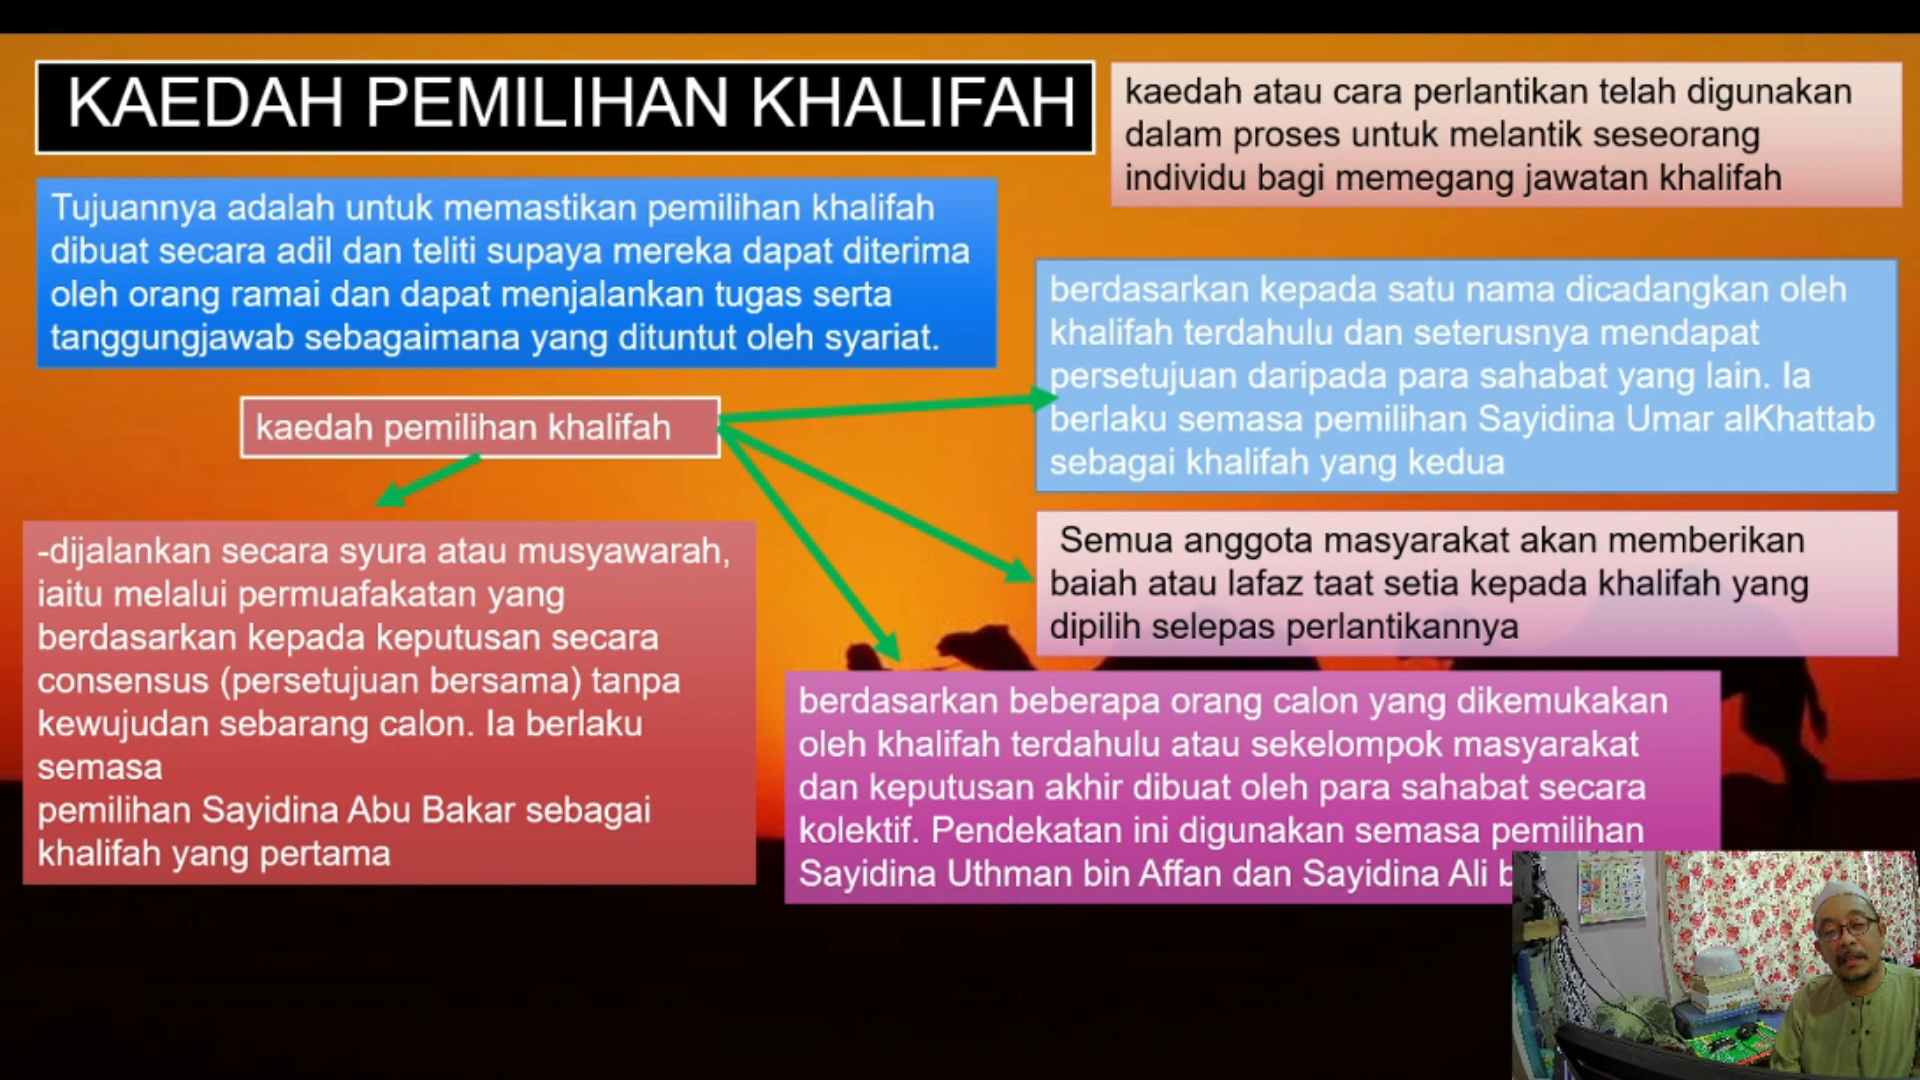 KAEDAH PEMILIHAN KHALIFAH
kaedah atau cara perlantikan telah digunakan
dalam proses untuk melantik seseorang
individu bagi memegang jawatan khalifah
Tujuannya adalah untuk memastikan pemilihan khalifah
dibuat secara adil dan teliti supaya mereka dapat diterima
oleh orang ramai dan dapat menjalankan tugas serta
tanggungjawab sebagaimana yang dituntut oleh syariat.
berdasarkan kepada satu nama dicadangkan oleh
khalifah terdahulu dan seterusnya mendapat
persetujuan daripada para sahabat yang lain. Ia
berlaku semasa pemilihan Sayidina Umar alKhattab
sebagai khalifah yang kedua
kaedah pemilihan khalifah
-dijalankan secara syura atau musyawarah,
iaitu melalui permuafakatan yang
berdasarkan kepada keputusan secara
consensus (persetujuan bersama) tanpa
kewujudan sebarang calon. Ia berlaku
semasa
pemilihan Sayidina Abu Bakar sebagai
khalifah yang pertama
Semua anggota masyarakat akan memberikan
baiah atau lafaz taat setia kepada khalifah yang
dipilih selepas perlantikannya
berdasarkan beberapa orang calon yang dikemukakan
oleh khalifah terdahulu atau sekelompok masyarakat
dan keputusan akhir dibuat oleh para sahabat secara
kolektif. Pendekatan ini digunakan semasa pemilihan
Sayidina Uthman bin Affan dan Sayidina Ali